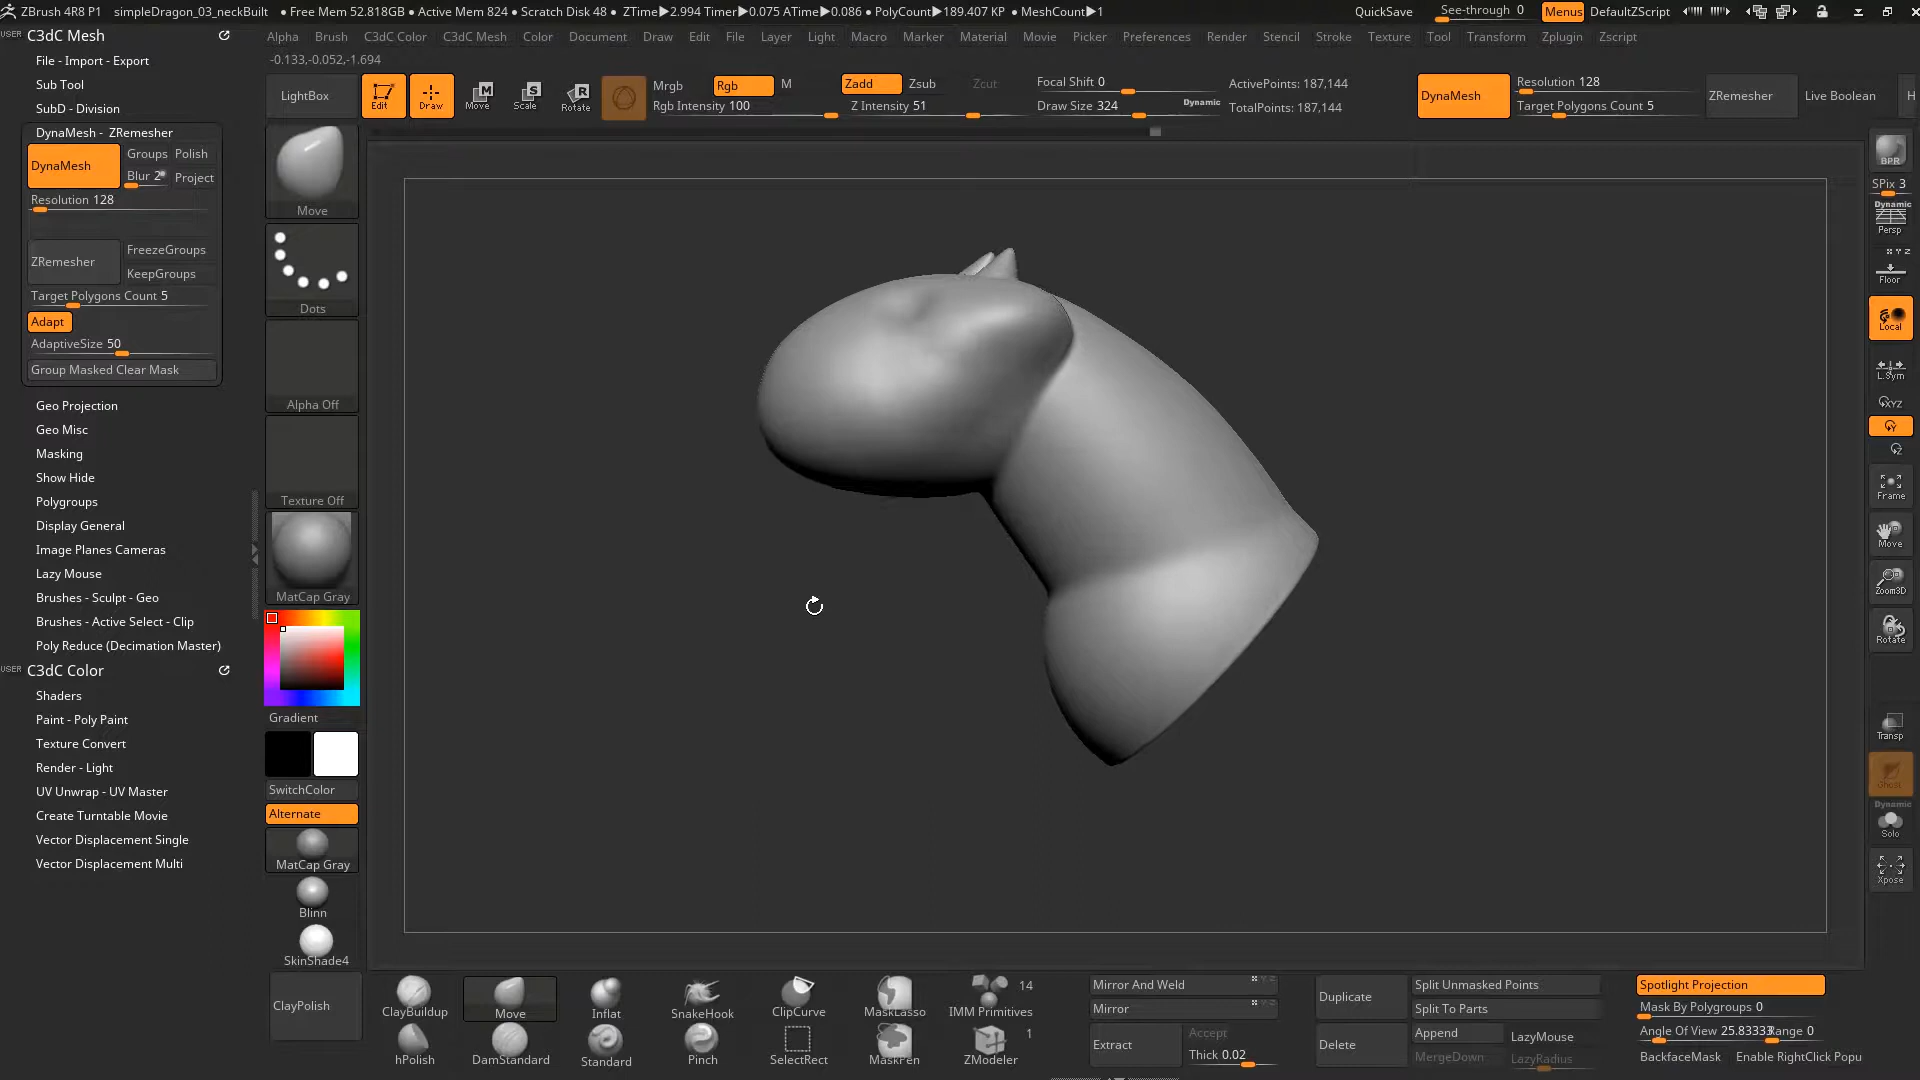 ZBrush 4R8 P1 simpleDragon_03_neckBuilt • Free Mem 52.818GB • Active Mem 824 • Scratch Disk 48 • ZTime▶2.994 Timer▶0.075 ATime▶0.086 • PolyCount▶189.407 KP • MeshCount▶1 QuickSave See-through 0 Menus DefaultZScript
USER C3dC Mesh
Alpha Brush C3dC Color C3dC Mesh Color Document Draw Edit File Layer Light Macro Marker Material Movie Picker Preferences Render Stencil Stroke Texture Tool Transform Zplugin Zscript
-0.133,-0.052,-1.694
File - Import - Export
Sub Tool
SubD - Division
DynaMesh - ZRemesher
DynaMesh Groups Polish
Blur 2 Project
Resolution 128
ZRemesher FreezeGroups
KeepGroups
Target Polygons Count 5
Adapt
AdaptiveSize 50
Group Masked Clear Mask
Geo Projection
Geo Misc
Masking
Show Hide
Polygroups
Display General
Image Planes Cameras
Lazy Mouse
Brushes - Sculpt - Geo
Brushes - Active Select - Clip
Poly Reduce (Decimation Master)
USER C3dC Color
Shaders
Paint - Poly Paint
Texture Convert
Render - Light
UV Unwrap - UV Master
Create Turntable Movie
Vector Displacement Single
Vector Displacement Multi
LightBox Edit Draw Move Scale Rotate
Mrgb Rgb M
Rgb Intensity 100
Zadd Zsub Zcut
Z Intensity 51
Focal Shift 0
Draw Size 324 Dynamic
ActivePoints: 187,144
TotalPoints: 187,144
DynaMesh Resolution 128
Target Polygons Count 5
ZRemesher Live Boolean H
Move
Dots
Alpha Off
Texture Off
MatCap Gray
Gradient
SwitchColor
Alternate
MatCap Gray
Blinn
SkinShade4
BPR
SPix 3
Dynamic
Persp
X Y Z
Floor
Local
L.Sym
XYZ
Y
Z
Frame
Move
Zoom3D
Rotate
Transp
Ghost
Dynamic
Solo
Xpose
ClayPolish ClayBuildup Move Inflat SnakeHook ClipCurve MaskLasso IMM Primitives 14
hPolish DamStandard Standard Pinch SelectRect MaskPen ZModeler 1
Mirror And Weld
Mirror
Extract Accept
Thick 0.02
Duplicate
Delete
Split Unmasked Points
Split To Parts
Append LazyMouse
MergeDown LazyRadius
Spotlight Projection
Mask By Polygroups 0
Angle Of View 25.83333 Range 0
BackfaceMask Enable RightClick Popu